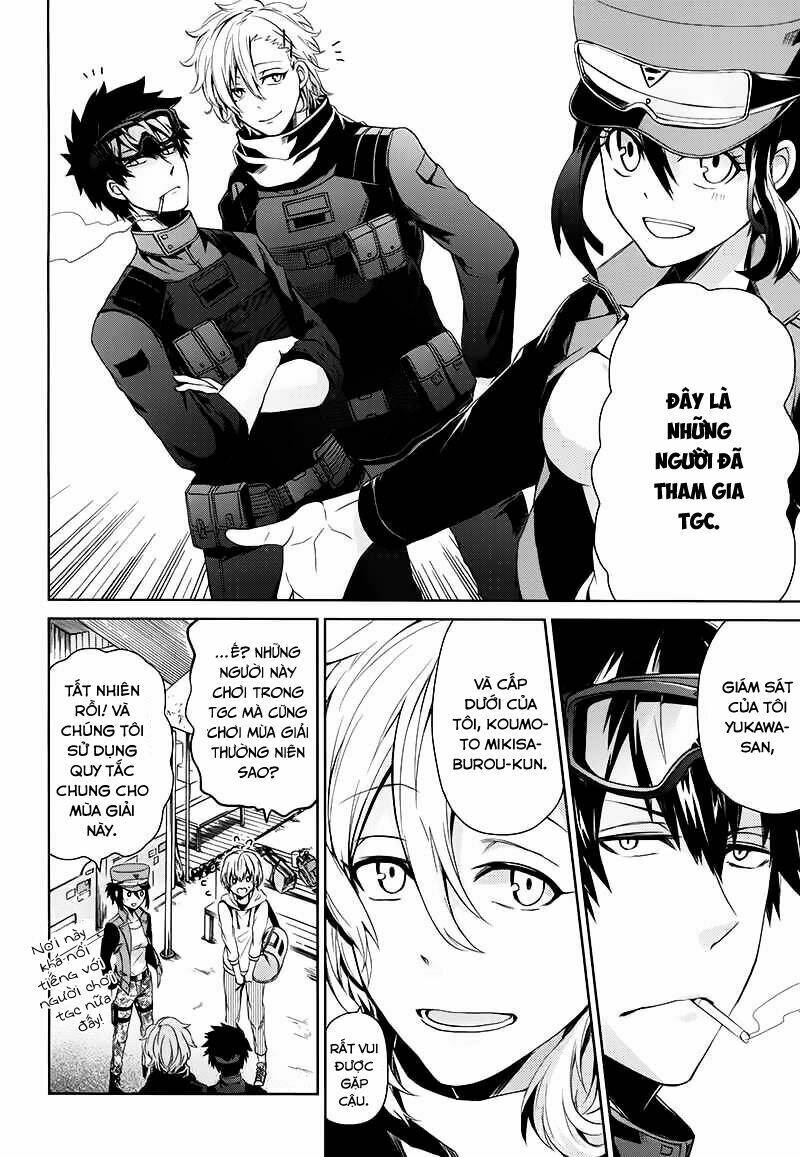 ĐÂY LÀ
NHỮNG
NGƯỜI ĐÃ
THAM GIA
TGC.
GIÁM SÁT
CỦA TÔI
YUKAWA-
SAN,
VÀ CẤP
DƯỚI CỦA
TÔI, KOUMO-
TO MIKISA-
BUROU-KUN.
RẤT VUI
ĐƯỢC
GẶP CẬU.
...Ế? NHỮNG
NGƯỜI NÀY
CHƠI TRONG
TGC MÀ CŨNG
CHƠI MÙA GIẢI
THƯỜNG NIÊN
SAO?
TẤT NHIÊN
RỒI! VÀ
CHÚNG TÔI
SỬ DỤNG
QUY TẮC
CHUNG CHO
MÙA GIẢI
NÀY.
Nơi này
khá nổi
tiếng với
người chơi
TGC nữa
đấy!